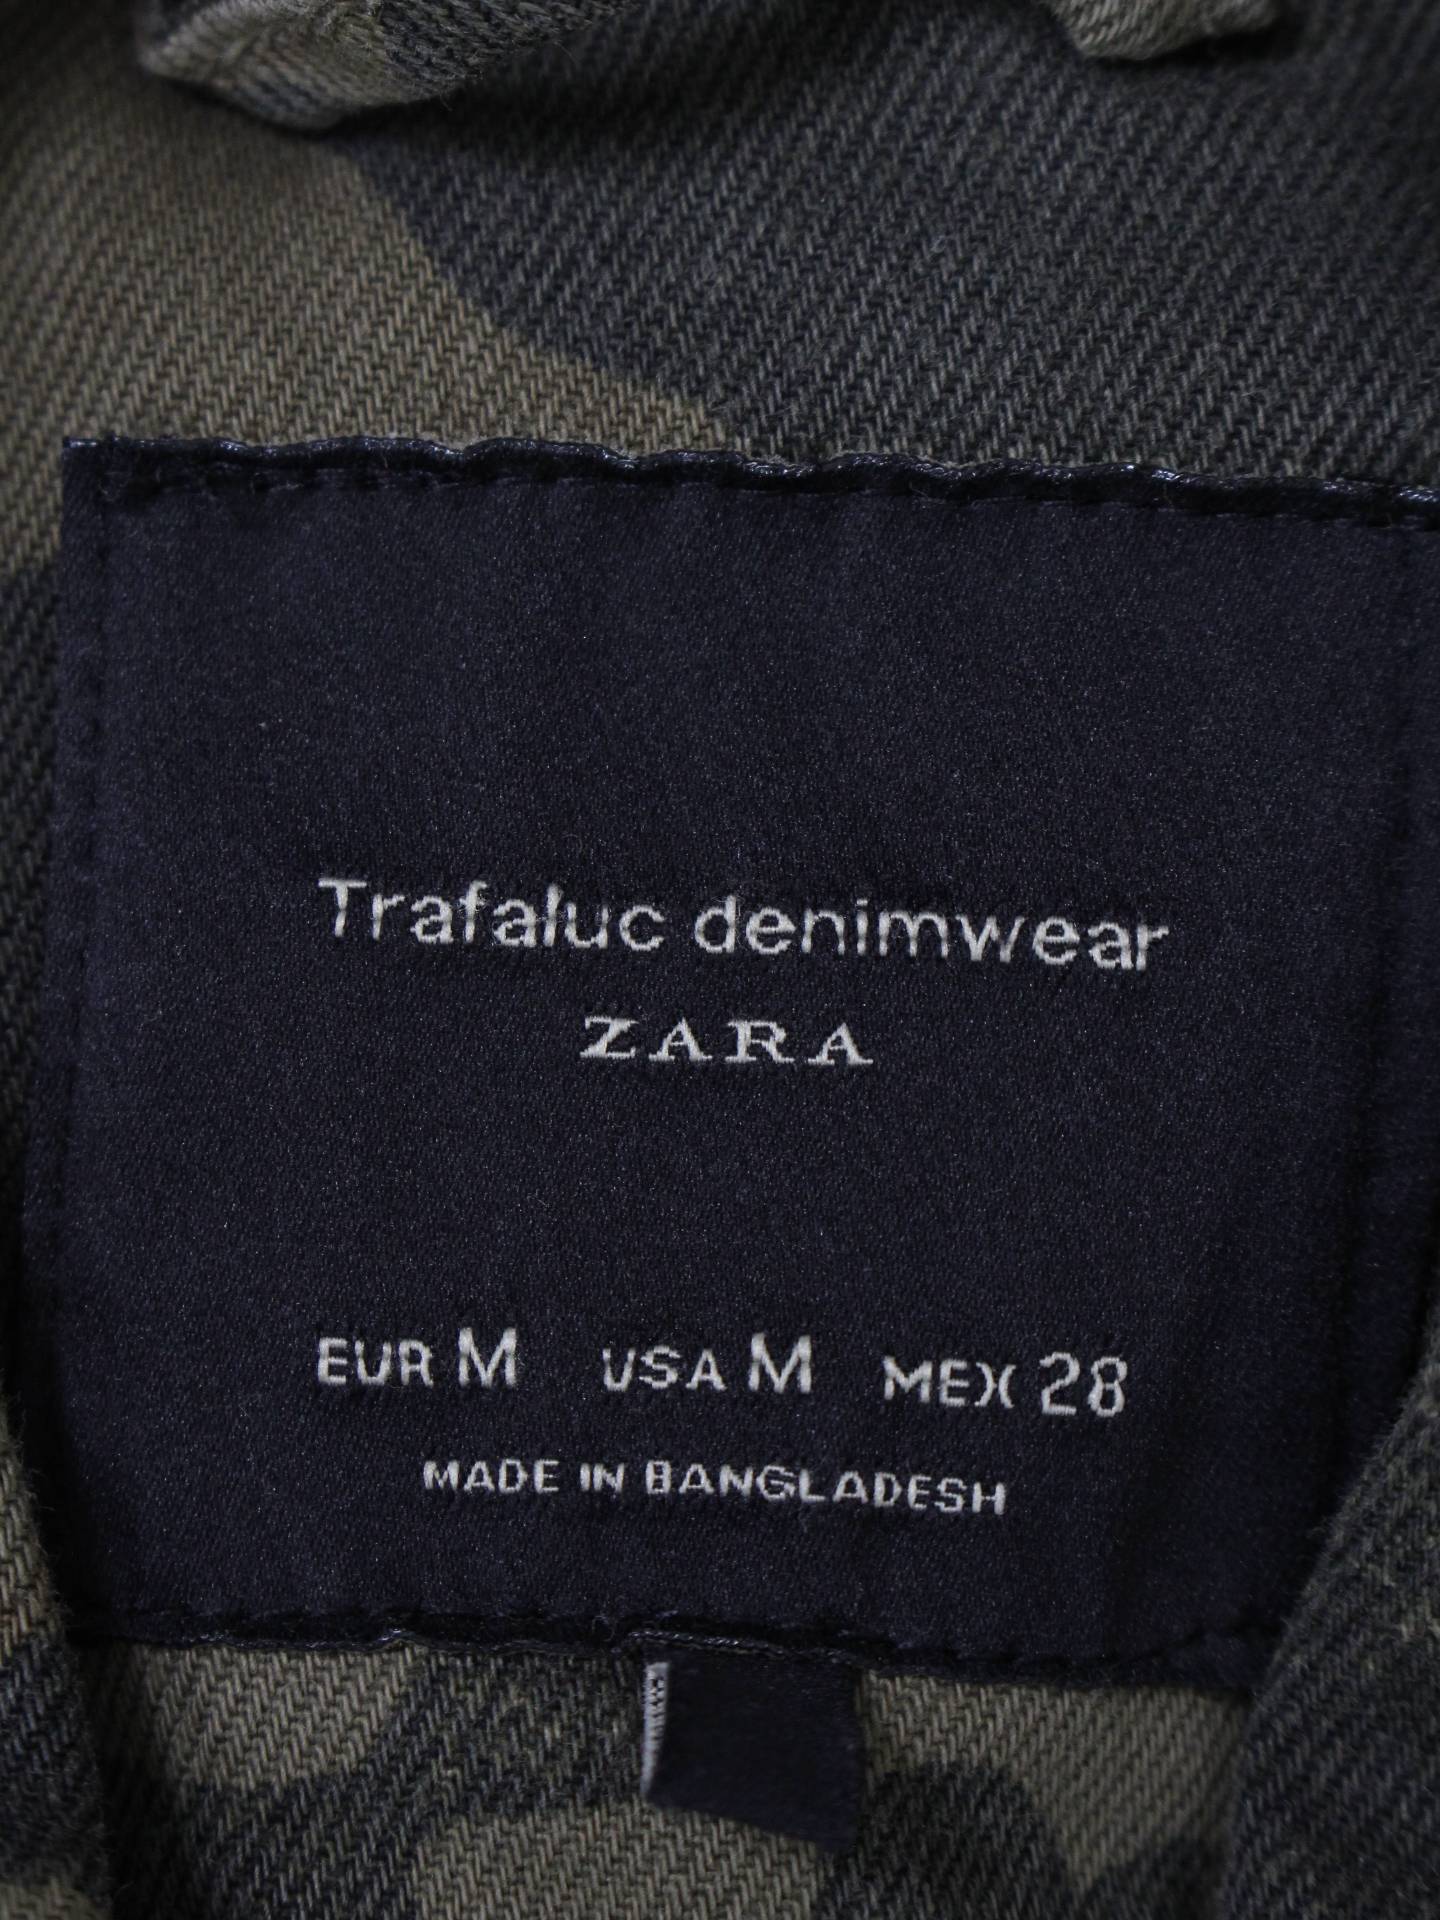 Trafaluc denimwear
ZARA
EUR M USA M MEX 28
MADE IN BANGLADESH